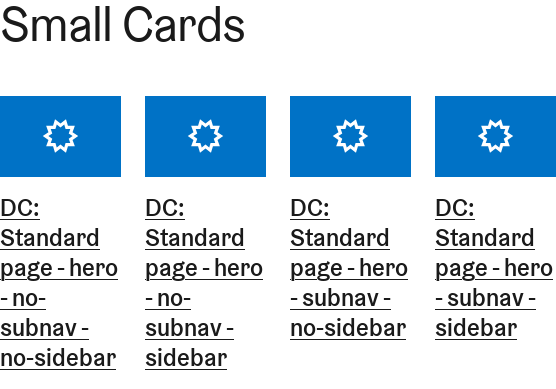 Small Cards
DC:
Standard
page - hero
- no-
subnav -
no-sidebar
DC:
Standard
page - hero
- no-
subnav -
sidebar
DC:
Standard
page - hero
- subnav -
no-sidebar
DC:
Standard
page - hero
- subnav -
sidebar